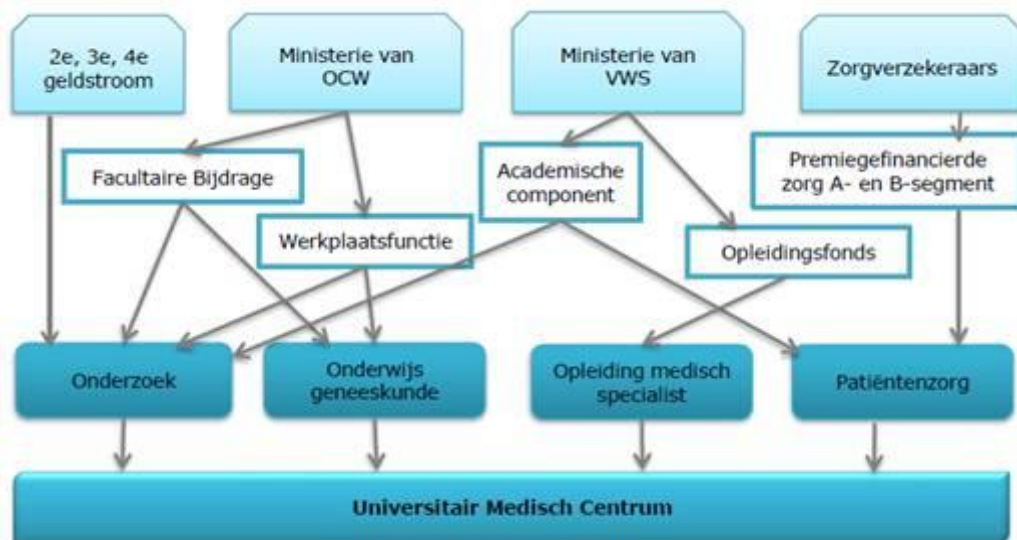 2e, 3e, 4e
geldstroom
Ministerie van
OCW
Ministerie van
VWS
Zorgverzekeraars
Facultaire Bijdrage
Werkplaatsfunctie
Academische
component
Opleidingsfonds
Premiegefinancierde
zorg A- en B-segment
Onderzoek
Onderwijs
geneeskunde
Opleiding medisch
specialist
Patiëntenzorg
Universitair Medisch Centrum